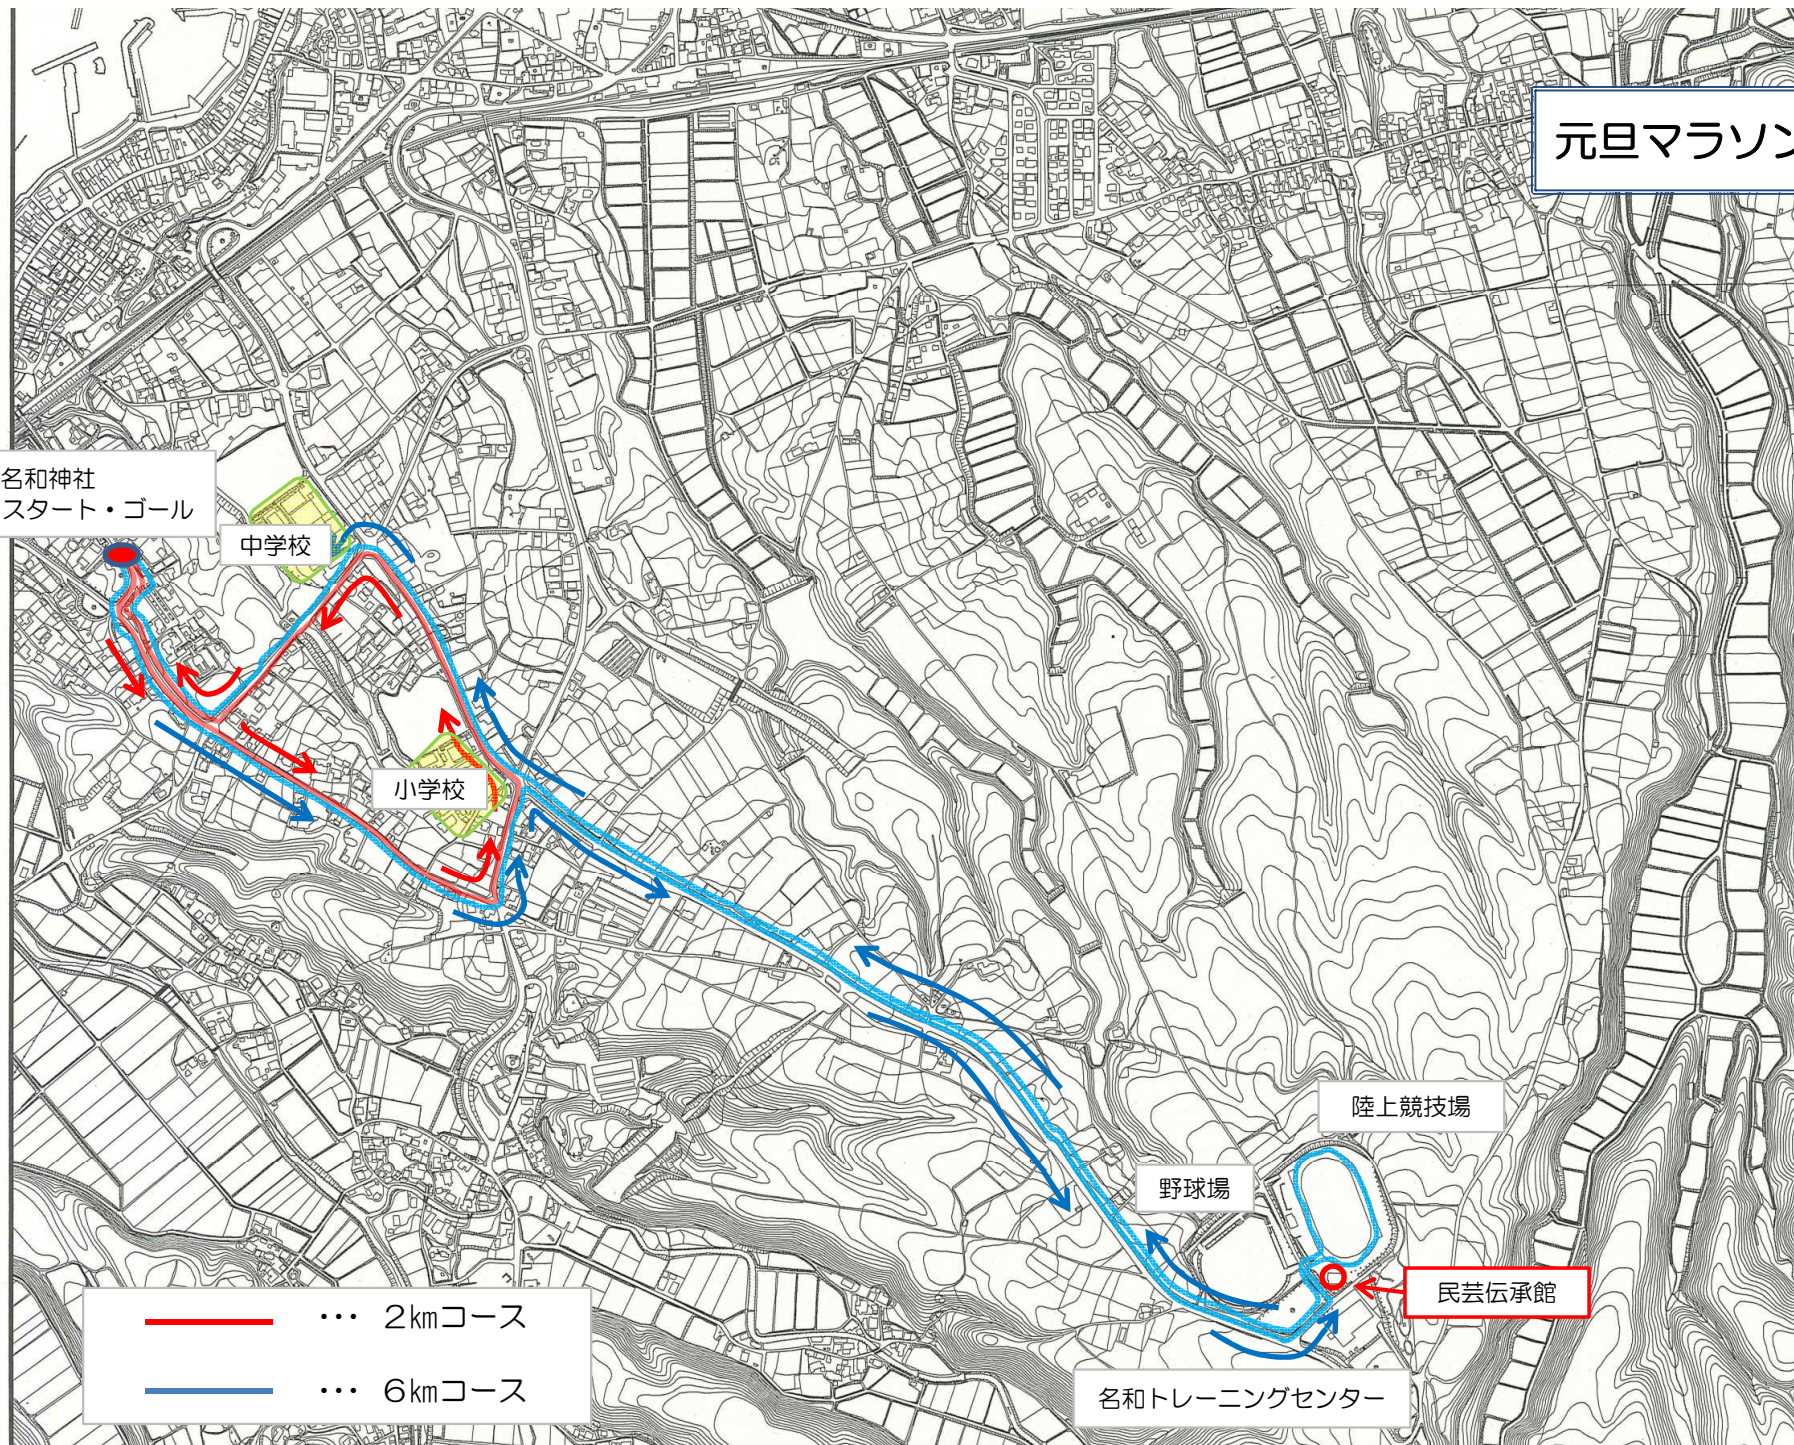 元旦マラソン
名和神社
スタート・ゴール
中学校
小学校
陸上競技場
野球場
民芸伝承館
名和トレーニングセンター
… 2kmコース
… 6kmコース